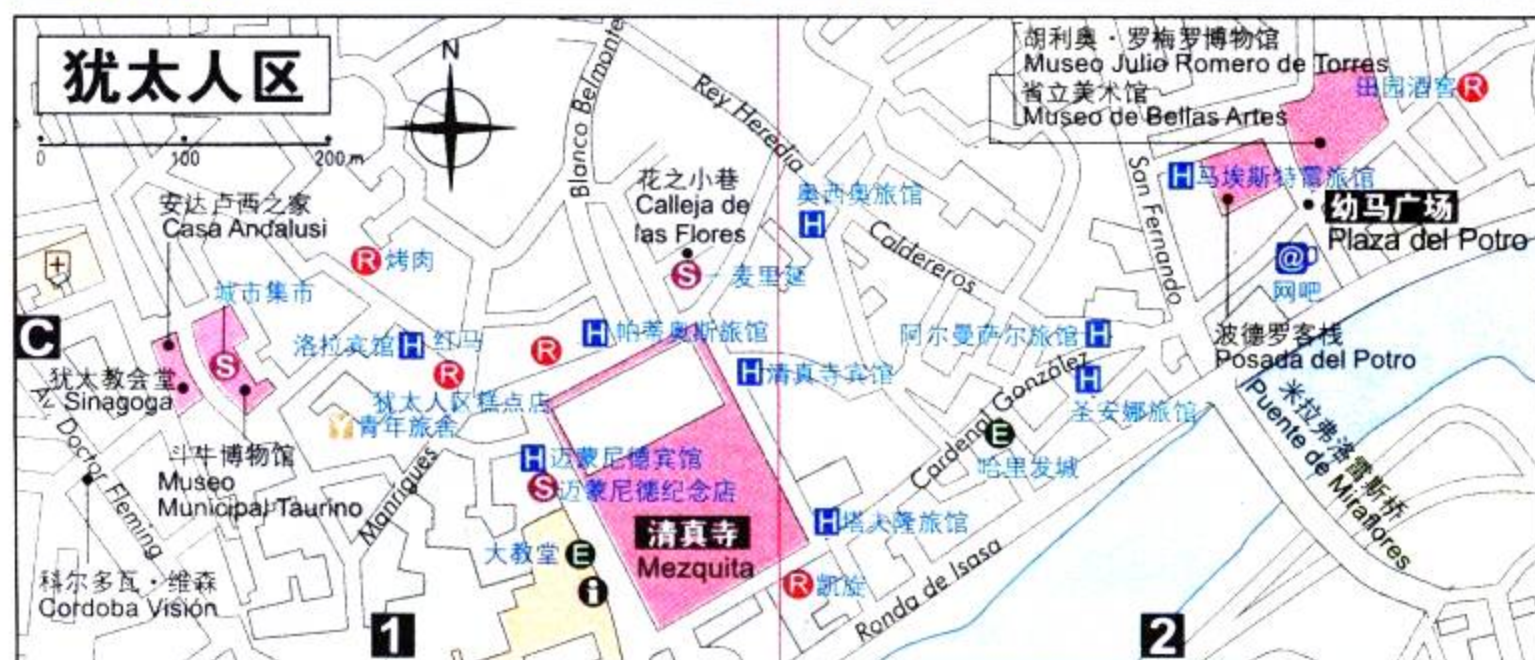 犹太人区
N
0 100 200m
胡利奥·罗梅罗博物馆
Museo Julio Romero de Torres
省立美术馆
Museo de Bellas Artes
田园酒窖 R
Blanco Belmonte
Rey Heredia
San Fernando
H 马埃斯特雷旅馆
幼马广场
Plaza del Potro
安达卢西之家
Casa Andalusi
花之小巷
Calleja de
las Flores
奥西奥旅馆
H
Caldereros
R 烤肉
S 麦里延
@
网吧
城市集市
S
C
洛拉宾馆 H 红马
R
R
H 帕蒂奥斯旅馆
阿尔曼萨尔旅馆 H
波德罗客栈
Posada del Potro
犹太教会堂
Sinagoga
H 清真寺宾馆
Cardenal González
H
圣安娜旅馆
米拉弗洛雷斯桥
Puente de Miraflores
犹太人区糕点店
青年旅舍
Av Doctor Fleming
斗牛博物馆
Museo
Municipal Taurino
Manrigues
H 迈蒙尼德宾馆
S 迈蒙尼德纪念店
E
哈里发城
清真寺
Mezquita
H 塔夫隆旅馆
大教堂 E
i
R 凯旋
Ronda de Isasa
科尔多瓦·维森
Cordoba Visión
1
2